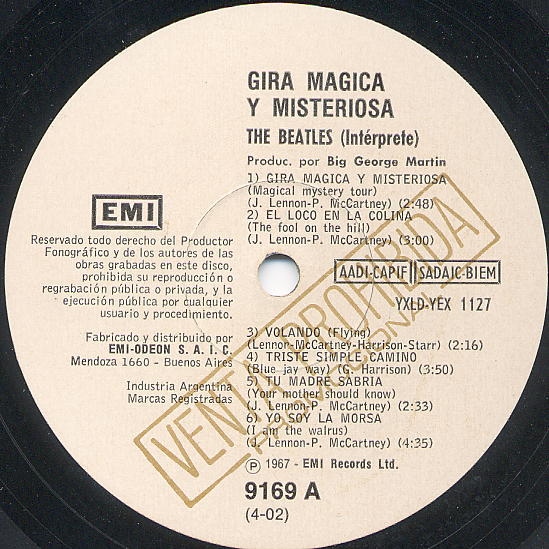 GIRA MAGICA
Y MISTERIOSA
THE BEATLES (Intérprete)
Produc. por Big George Martin
1) GIRA MAGICA Y MISTERIOSA
(Magical mystery tour)
(J. Lennon-P. McCartney) (2:48)
2) EL LOCO EN LA COLINA
(The fool on the hill)
(J. Lennon-P. McCartney) (3:00)
EMI
Reservado todo derecho del Productor
Fonográfico y de los autores de las
obras grabadas en este disco,
prohibida su reproducción o
regrabación pública o privada, y la
ejecución pública por cualquier
usuario y procedimiento.
Fabricado y distribuido por
EMI-ODEON S. A. I. C.
Mendoza 1660 - Buenos Aires
Industria Argentina
Marcas Registradas
AADI-CAPIF SADAIC-BIEM
YXLD-YEX 1127
3) VOLANDO (Flying)
(Lennon-McCartney-Harrison-Starr) (2:16)
4) TRISTE SIMPLE CAMINO
(Blue jay way) (G. Harrison) (3:50)
5) TU MADRE SABRIA
(Your mother should know)
(J. Lennon-P. McCartney) (2:33)
6) YO SOY LA MORSA
(I am the walrus)
(J. Lennon-P. McCartney) (4:35)
℗ 1967 - EMI Records Ltd.
9169 A
(4-02)
VENTA PROHIBIDA